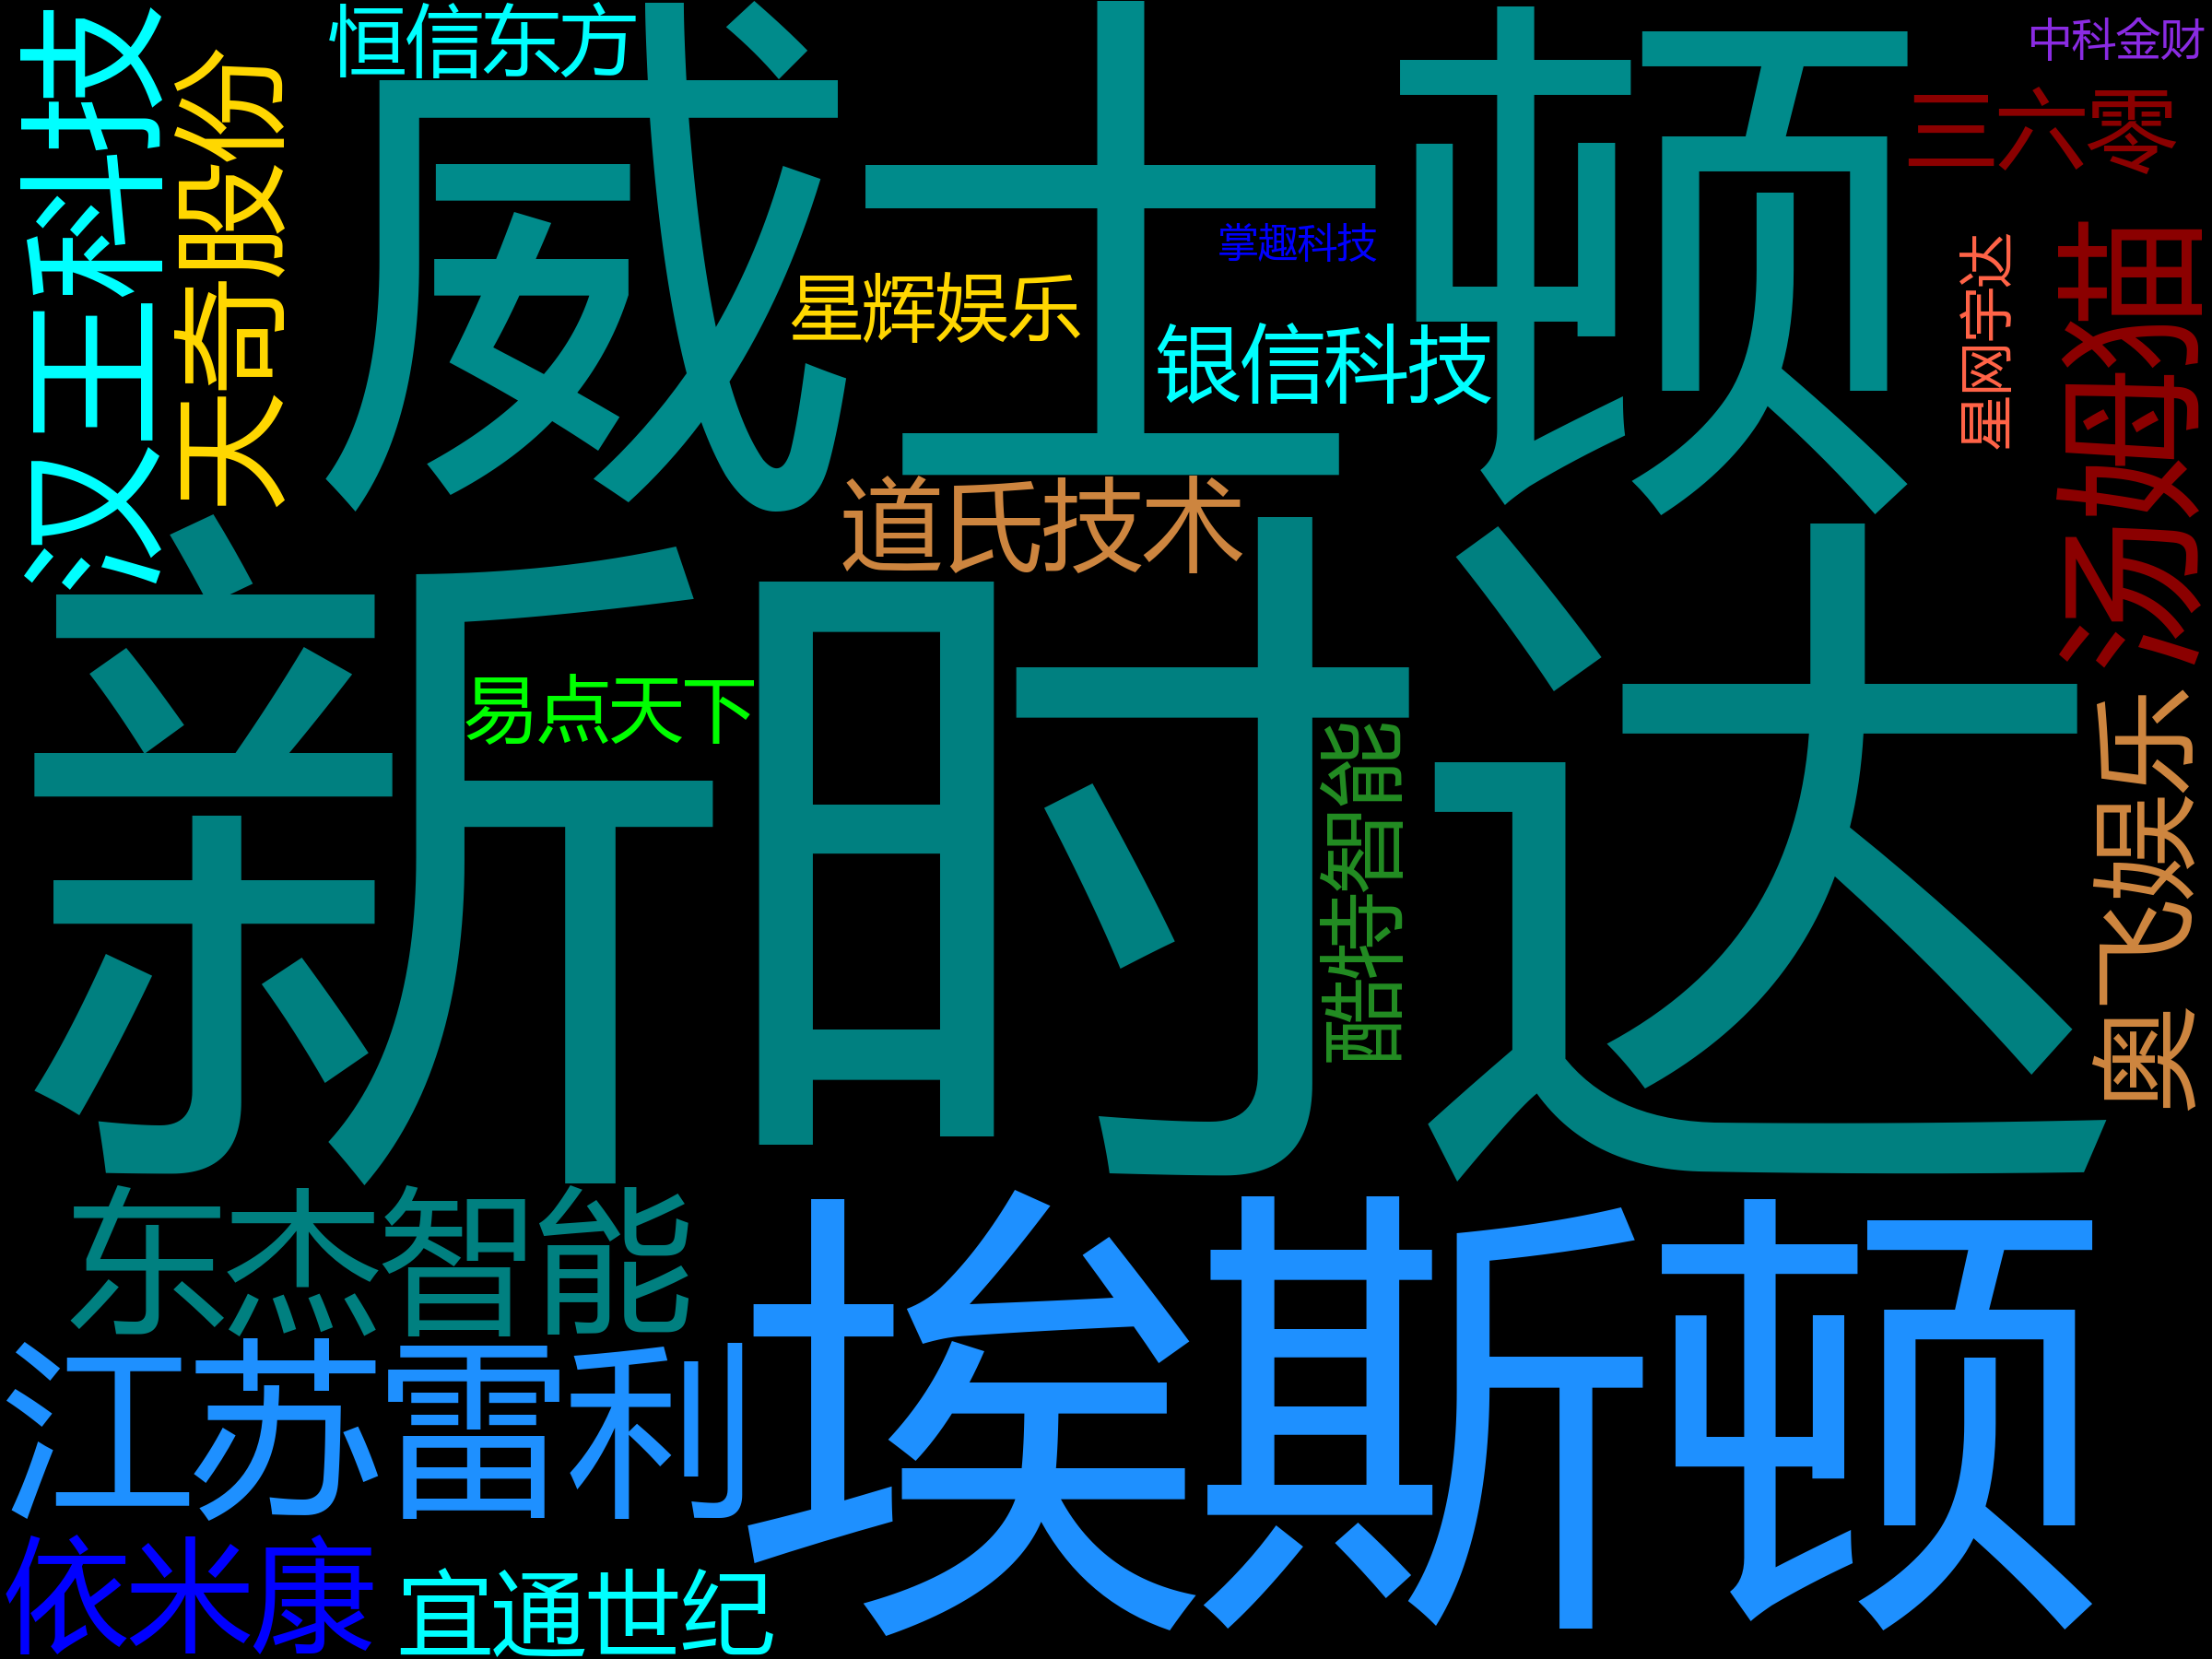 恒信东方
中科金财
汉王科技
天奇股份
威士顿
三六零
掌趣科技
星辉娱乐
国网宇达
银信科技
汤姆猫
道氏技术
新时达
易点天下
奥飞娱乐
酷特智能
东杰智能
埃斯顿
江苏雷利
依米康
宜通世纪